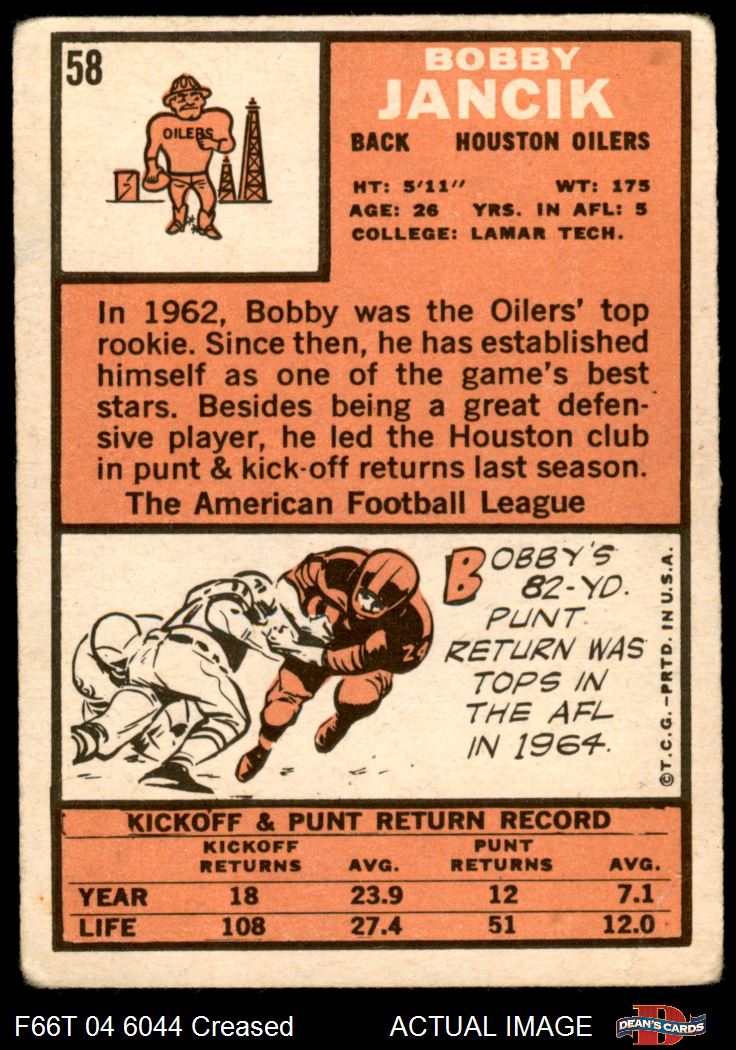 58
OILERS
BOBBY
JANCIK
BACK HOUSTON OILERS
HT: 5'11" WT: 175
AGE: 26 YRS. IN AFL: 5
COLLEGE: LAMAR TECH.
In 1962, Bobby was the Oilers' top
rookie. Since then, he has established
himself as one of the game's best
stars. Besides being a great defen-
sive player, he led the Houston club
in punt & kick-off returns last season.
The American Football League
24
BOBBY'S
82-YD.
PUNT
RETURN WAS
TOPS IN
THE AFL
IN 1964.
©T.C.G.-PRTD. IN U.S.A.
KICKOFF & PUNT RETURN RECORD
KICKOFF RETURNS AVG. PUNT RETURNS AVG.
YEAR 18 23.9 12 7.1
LIFE 108 27.4 51 12.0
F66T 04 6044 Creased ACTUAL IMAGE DEAN'S CARDS